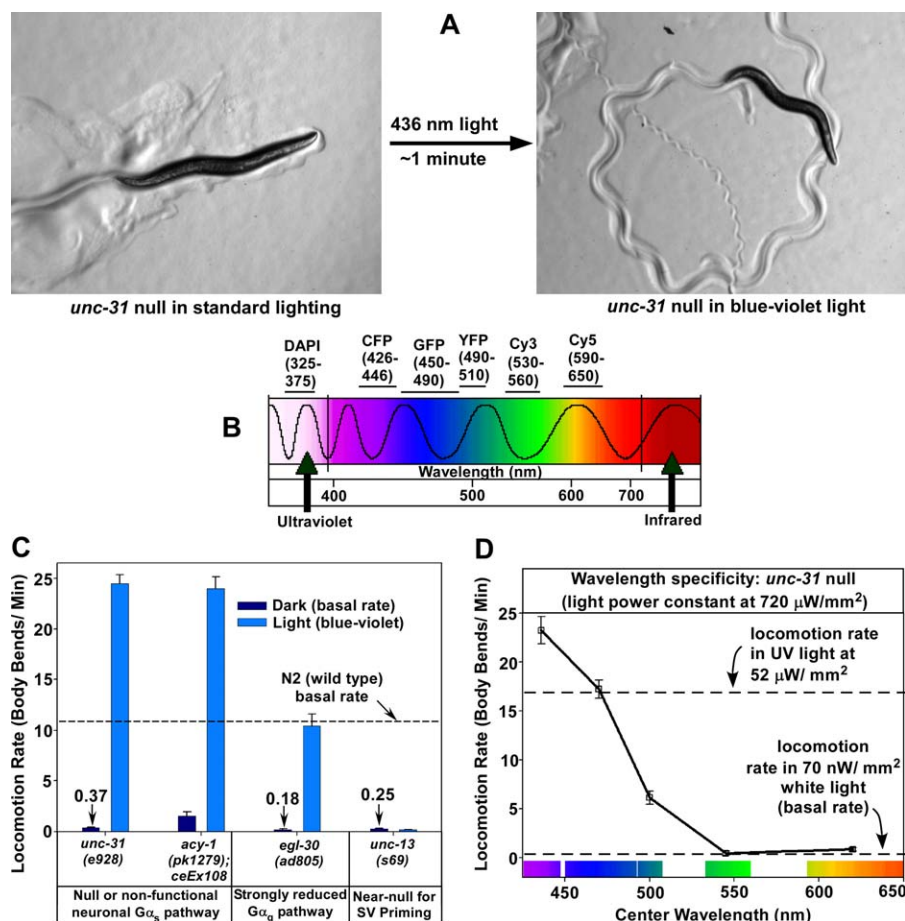 A
436 nm light
~1 minute
unc-31 null in standard lighting
unc-31 null in blue-violet light
B
DAPI
(325-
375)
CFP
(426-
446)
GFP
(450-
490)
YFP
(490-
510)
Cy3
(530-
560)
Cy5
(590-
650)
Wavelength (nm)
400
500
600
700
Ultraviolet
Infrared
C
Locomotion Rate (Body Bends/ Min)
25
20
15
10
5
0
Dark (basal rate)
Light (blue-violet)
N2 (wild type)
basal rate
0.37
0.18
0.25
unc-31
(e928)
acy-1
(pk1279);
ceEx108
egl-30
(ad805)
unc-13
(s69)
Null or non-functional
neuronal Gαs pathway
Strongly reduced
Gαq pathway
Near-null for
SV Priming
D
Wavelength specificity: unc-31 null
(light power constant at 720 μW/mm²)
Locomotion Rate (Body Bends/ Min)
25
20
15
10
5
0
locomotion rate
in UV light at
52 μW/ mm²
locomotion
rate in 70 nW/ mm²
white light
(basal rate)
450
500
550
600
650
Center Wavelength (nm)